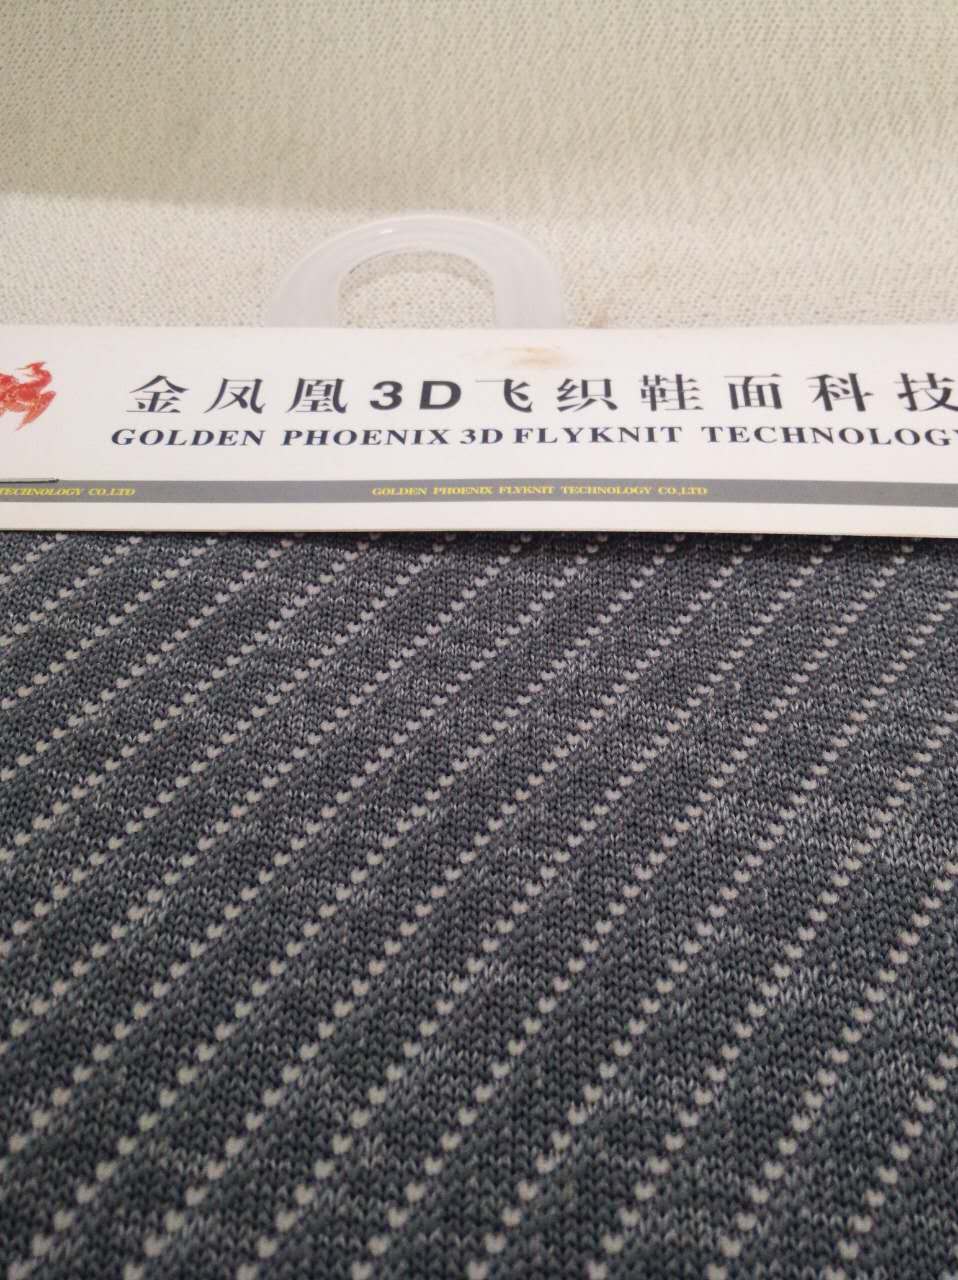 金凤凰3D飞织鞋面科技
GOLDEN PHOENIX 3D FLYKNIT TECHNOLOGY
TECHNOLOGY CO,LTD GOLDEN PHOENIX FLYKNIT TECHNOLOGY CO,LTD